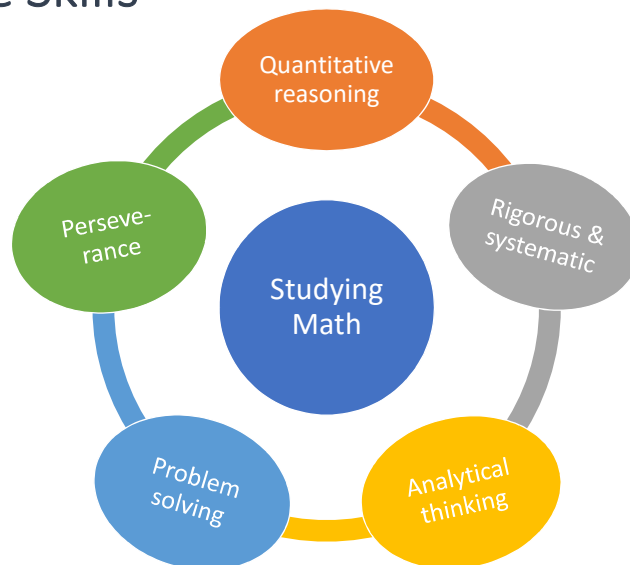 Quantitative
reasoning
Rigorous &
systematic
Perseve-
rance
Studying
Math
Analytical
thinking
Problem
solving